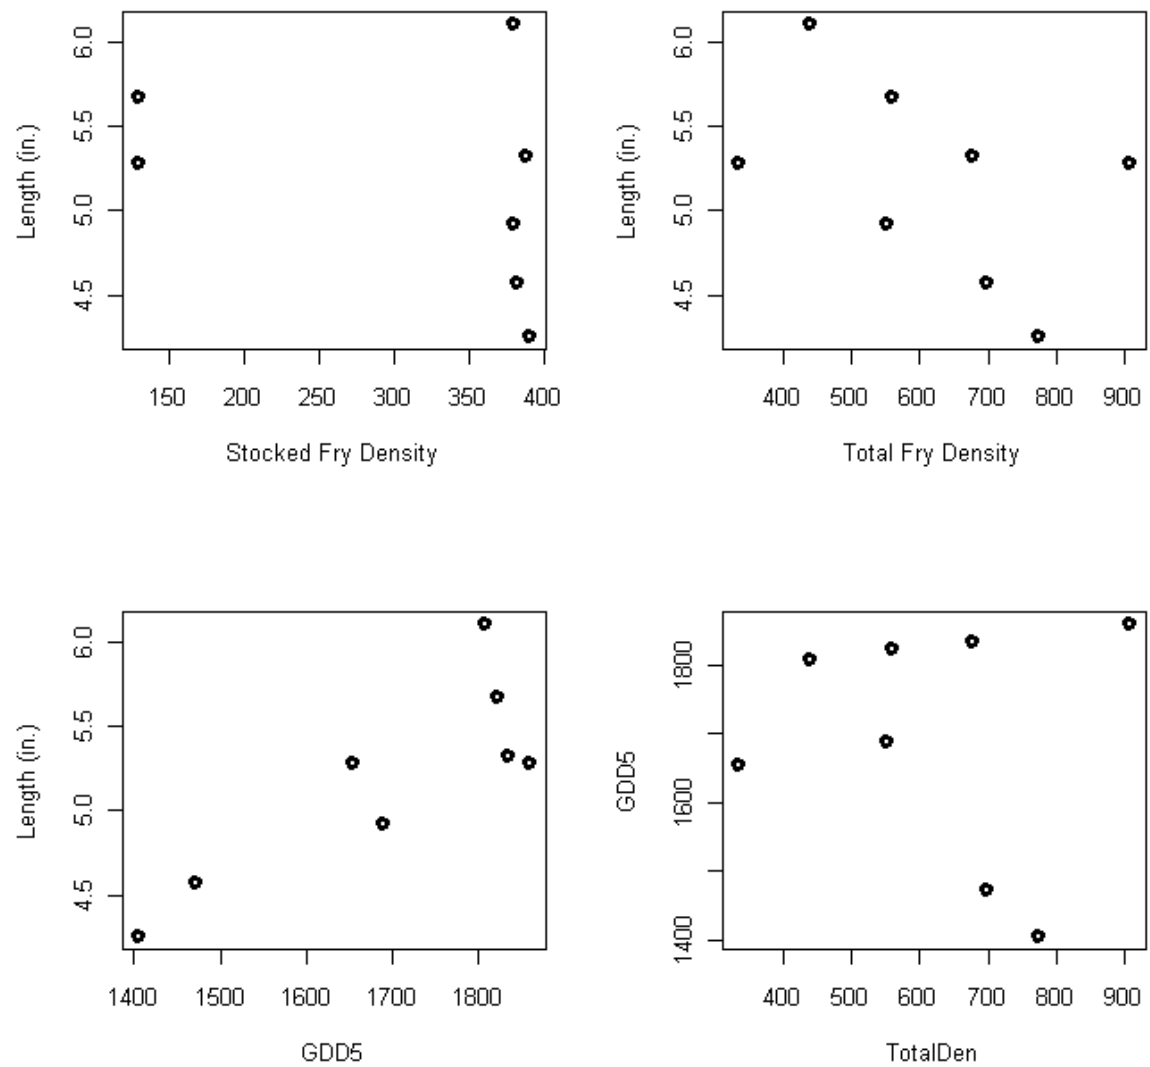 Length (in.)
6.0
5.5
5.0
4.5
150 200 250 300 350 400
Stocked Fry Density
Length (in.)
6.0
5.5
5.0
4.5
400 500 600 700 800 900
Total Fry Density
Length (in.)
6.0
5.5
5.0
4.5
1400 1500 1600 1700 1800
GDD5
GDD5
1800
1600
1400
400 500 600 700 800 900
TotalDen